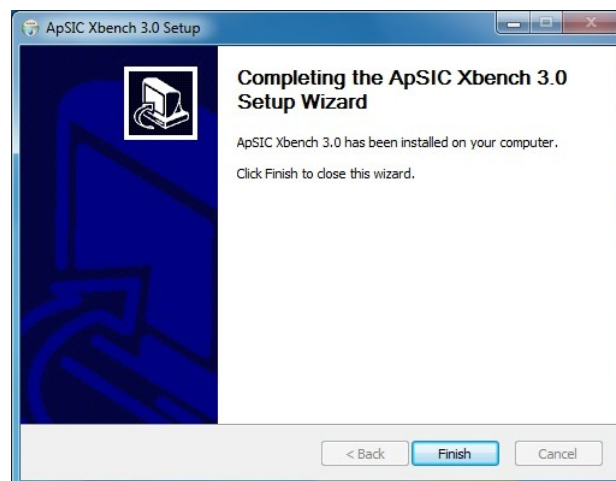 ApSIC Xbench 3.0 Setup
Completing the ApSIC Xbench 3.0
Setup Wizard
ApSIC Xbench 3.0 has been installed on your computer.
Click Finish to close this wizard.
< Back Finish Cancel